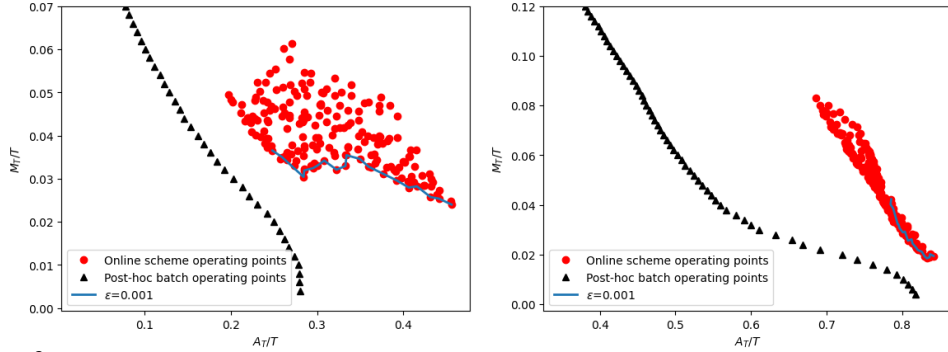 0.07
0.06
0.05
0.04
0.03
0.02
0.01
0.00
M_T/T
0.1
0.2
0.3
0.4
A_T/T
Online scheme operating points
Post-hoc batch operating points
ε=0.001
0.12
0.10
0.08
0.06
0.04
0.02
0.00
M_T/T
0.4
0.5
0.6
0.7
0.8
A_T/T
Online scheme operating points
Post-hoc batch operating points
ε=0.001